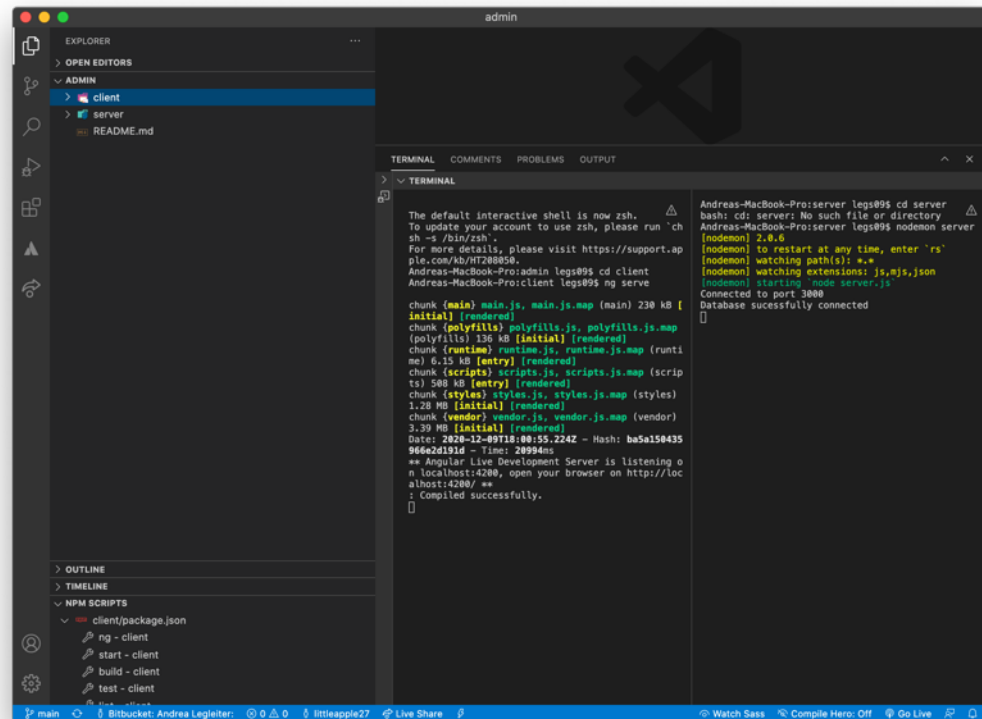 admin
EXPLORER
OPEN EDITORS
ADMIN
client
server
README.md
OUTLINE
TIMELINE
NPM SCRIPTS
client/package.json
ng - client
start - client
build - client
test - client
TERMINAL COMMENTS PROBLEMS OUTPUT
TERMINAL
The default interactive shell is now zsh.
To update your account to use zsh, please run `ch
sh -s /bin/zsh`.
For more details, please visit https://support.ap
ple.com/kb/HT208050.
Andreas-MacBook-Pro:admin legs09$ cd client
Andreas-MacBook-Pro:client legs09$ ng serve
chunk {main} main.js, main.js.map (main) 230 kB [
initial] [rendered]
chunk {polyfills} polyfills.js, polyfills.js.map
(polyfills) 136 kB [initial] [rendered]
chunk {runtime} runtime.js, runtime.js.map (runti
me) 6.15 kB [entry] [rendered]
chunk {scripts} scripts.js, scripts.js.map (scrip
ts) 508 kB [entry] [rendered]
chunk {styles} styles.js, styles.js.map (styles)
1.28 MB [initial] [rendered]
chunk {vendor} vendor.js, vendor.js.map (vendor)
3.39 MB [initial] [rendered]
Date: 2020-12-09T18:00:55.224Z - Hash: ba5a150435
966e2d191d - Time: 20994ms
** Angular Live Development Server is listening o
n localhost:4200, open your browser on http://loc
alhost:4200/ **
: Compiled successfully.
Andreas-MacBook-Pro:server legs09$ cd server
bash: cd: server: No such file or directory
Andreas-MacBook-Pro:server legs09$ nodemon server
[nodemon] 2.0.6
[nodemon] to restart at any time, enter `rs`
[nodemon] watching path(s): *.*
[nodemon] watching extensions: js,mjs,json
[nodemon] starting `node server.js`
Connected to port 3000
Database sucessfully connected
main Bitbucket: Andrea Legleiter: 0 0 littleapple27 Live Share Watch Sass Compile Hero: Off Go Live